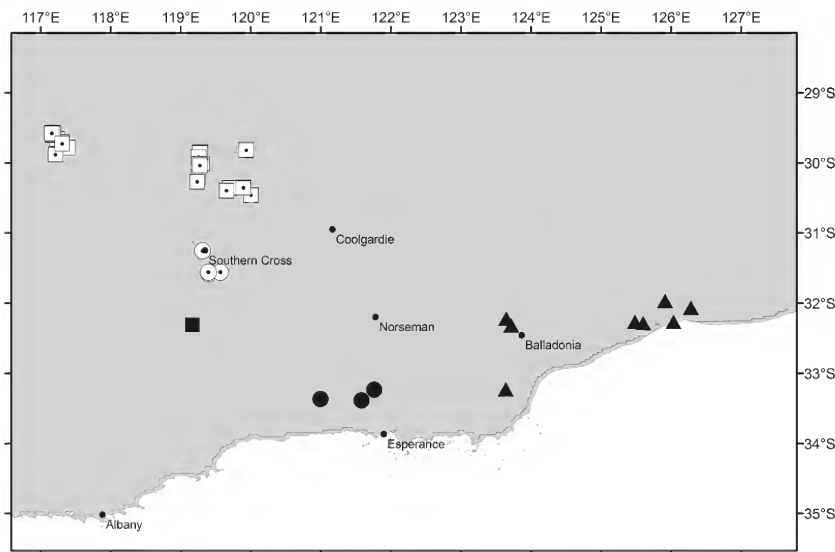 117°E 118°E 119°E 120°E 121°E 122°E 123°E 124°E 125°E 126°E 127°E
29°S
30°S
31°S
Coolgardie
Southern Cross
32°S
Norseman
Balladonia
33°S
34°S
Esperance
35°S
Albany